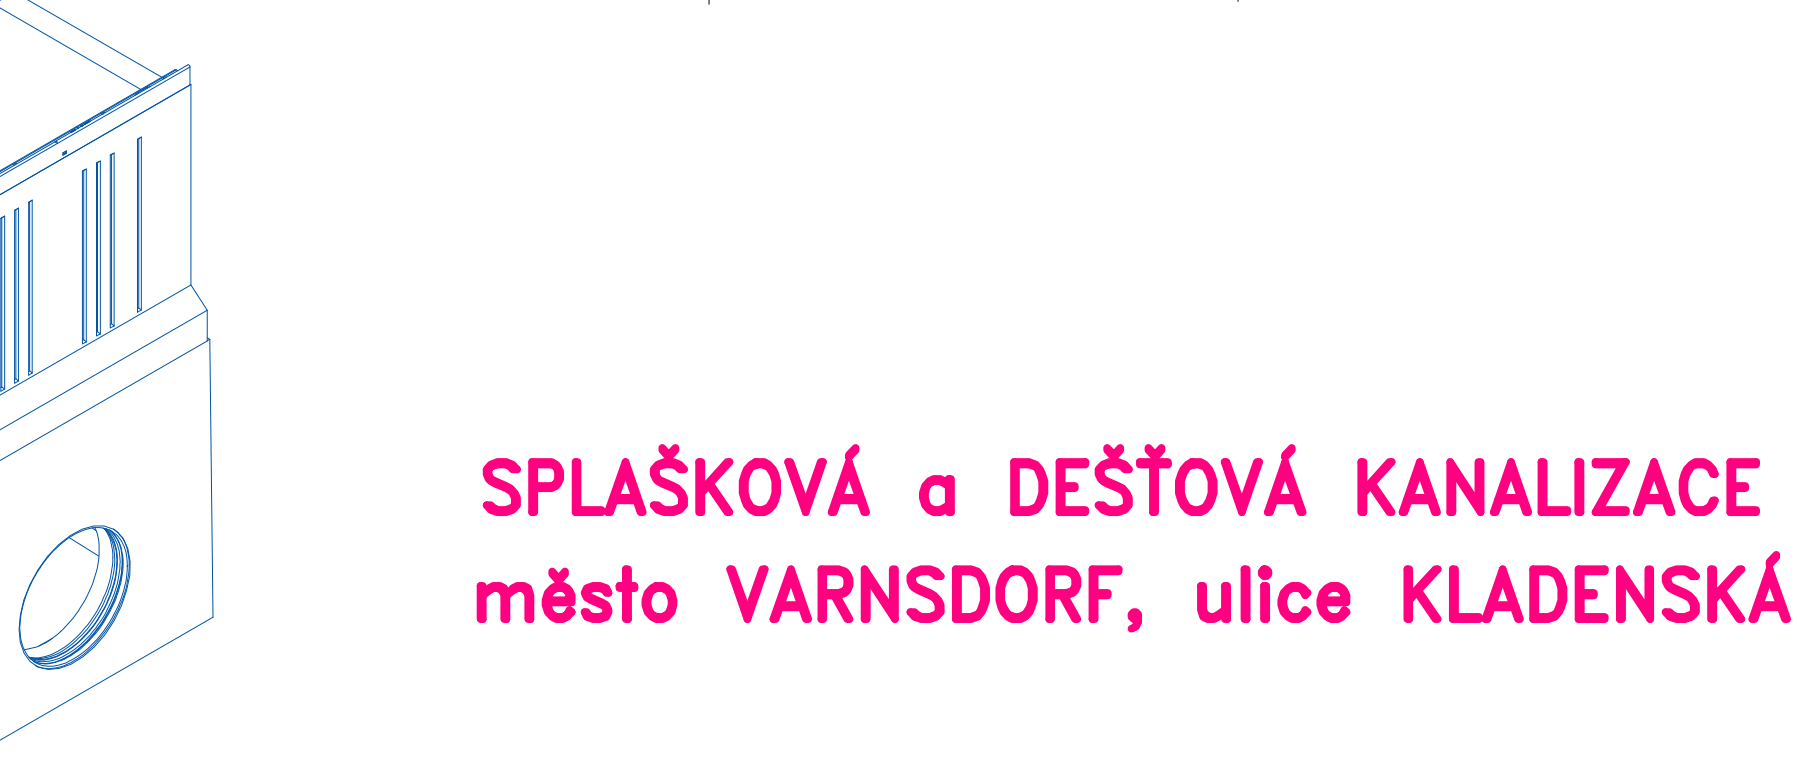 SPLAŠKOVÁ a DEŠŤOVÁ KANALIZACE
město VARNSDORF, ulice KLADENSKÁ